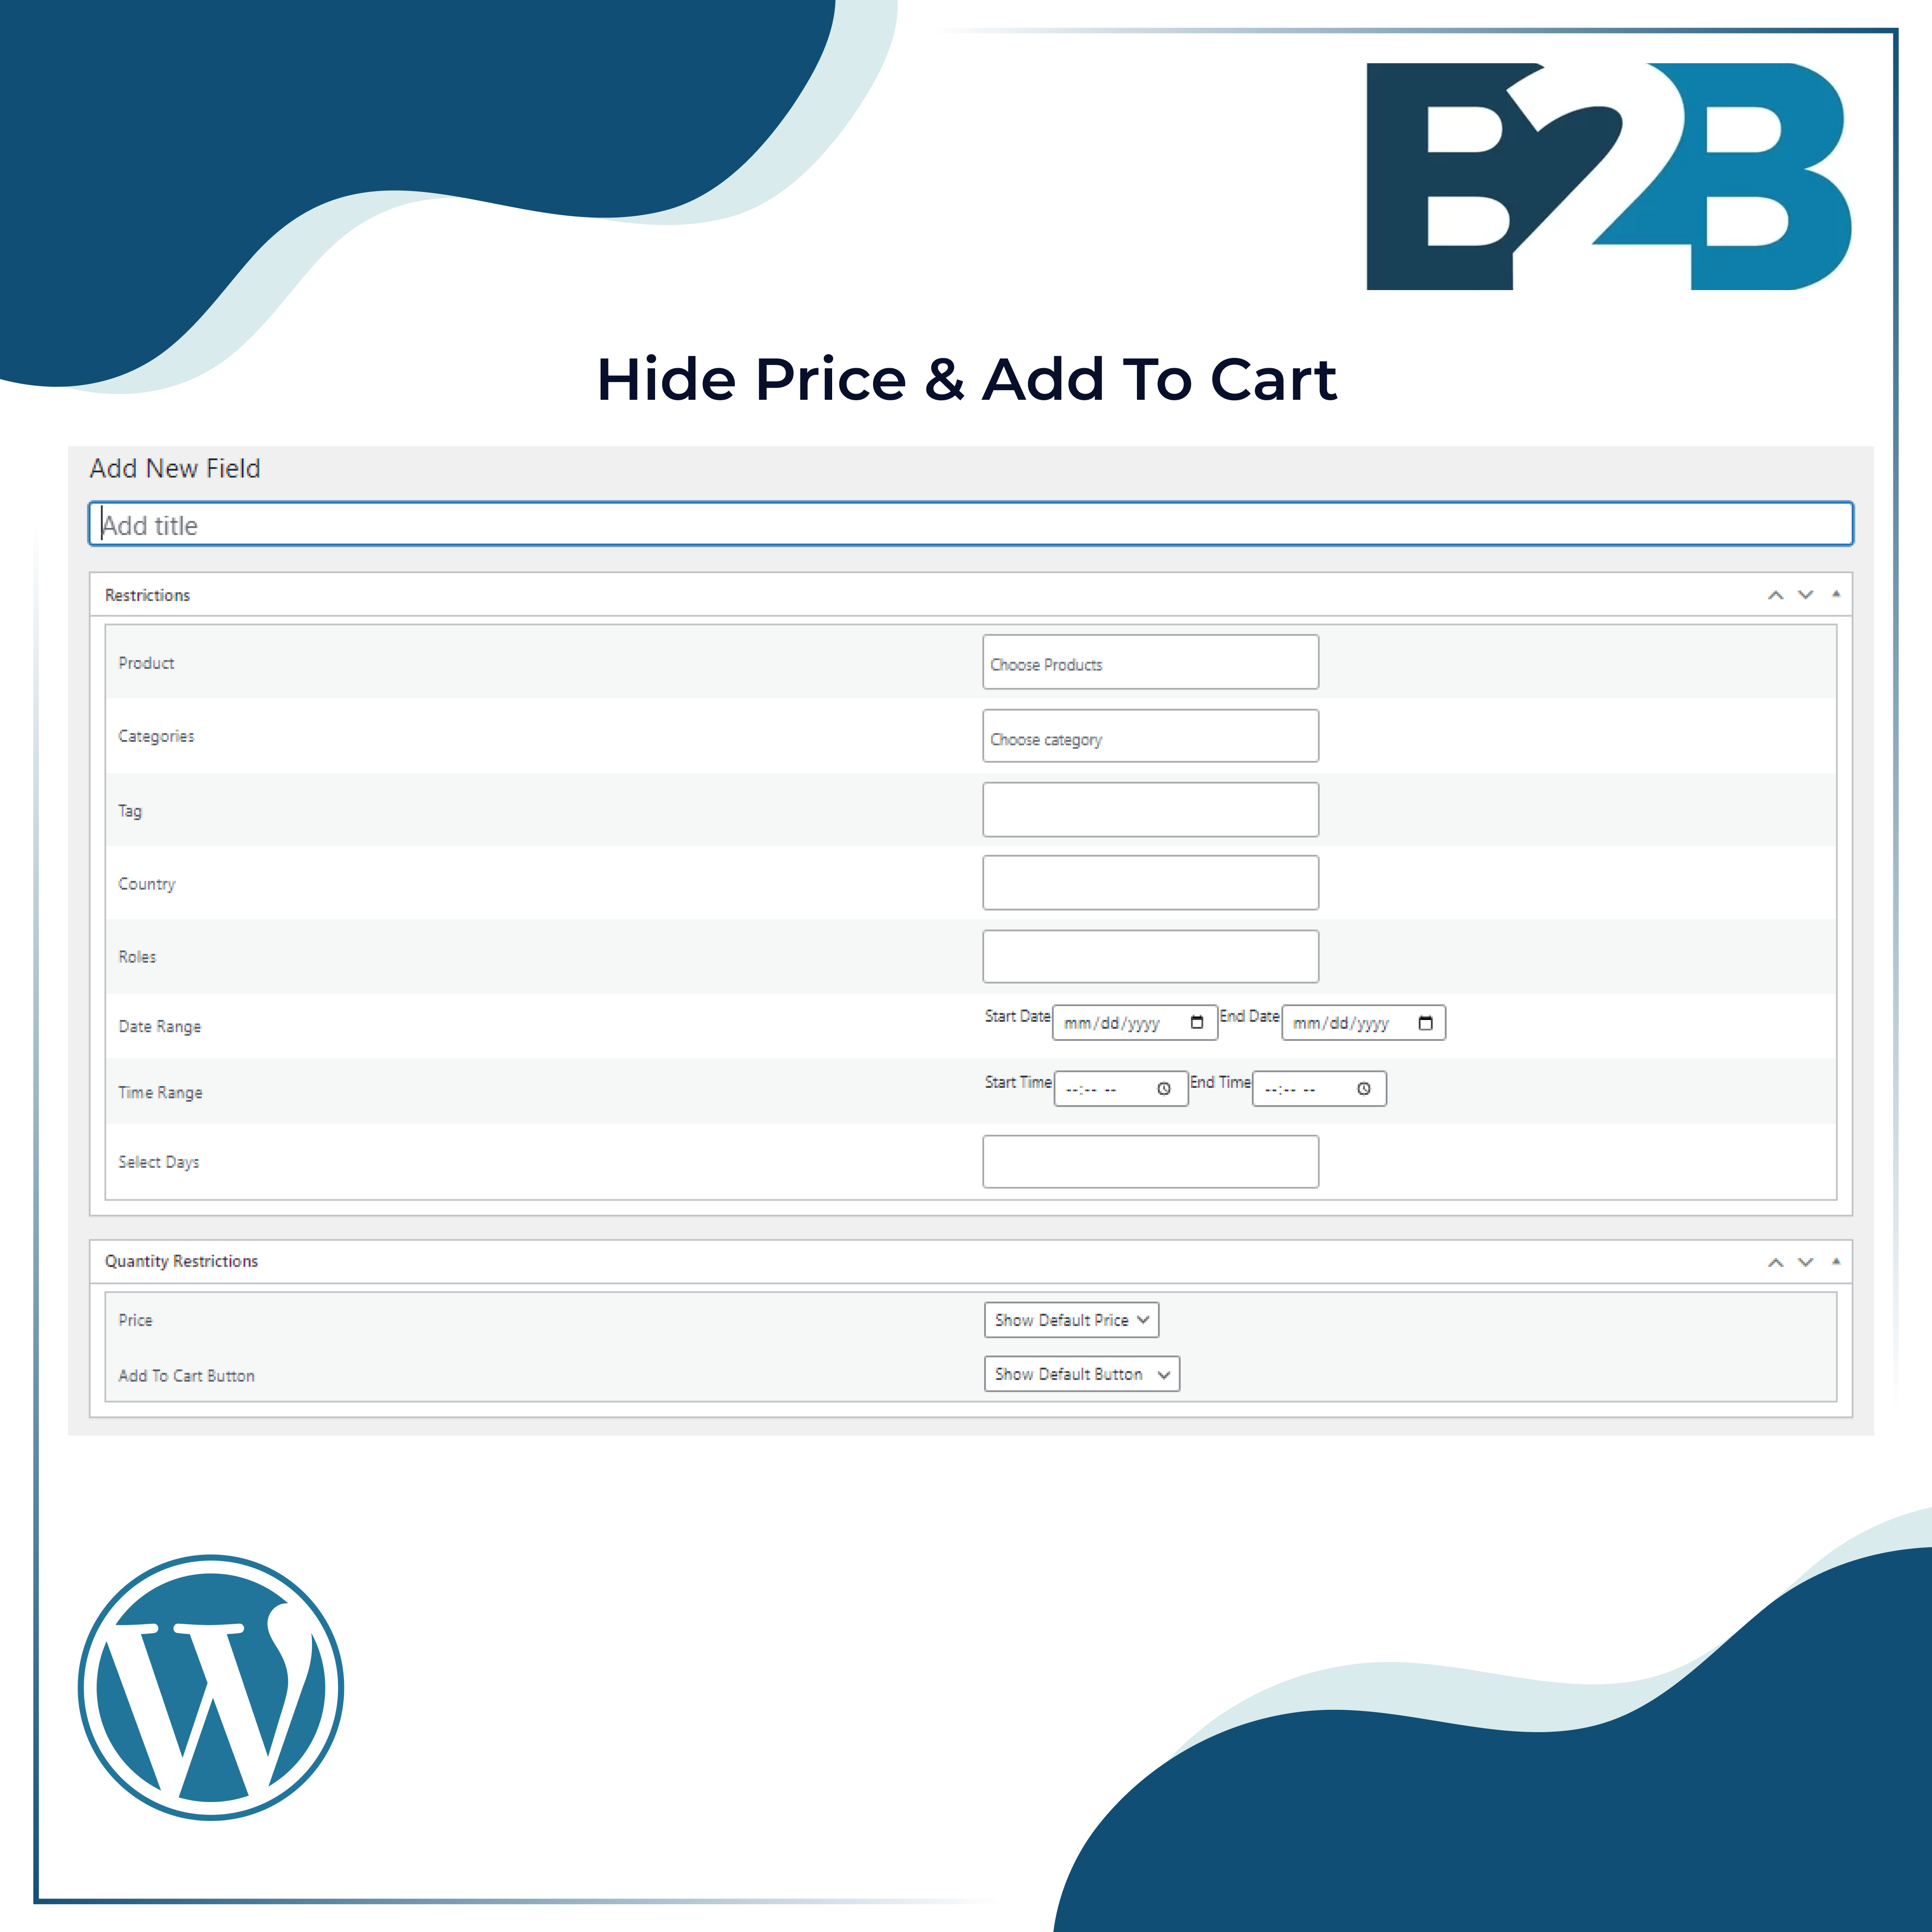 B2B
Hide Price & Add To Cart
Add New Field
Add title
Restrictions
Product
Choose Products
Categories
Choose category
Tag
Country
Roles
Date Range
Start Date mm/dd/yyyy End Date mm/dd/yyyy
Time Range
Start Time --:-- -- End Time --:-- --
Select Days
Quantity Restrictions
Price
Show Default Price
Add To Cart Button
Show Default Button
W